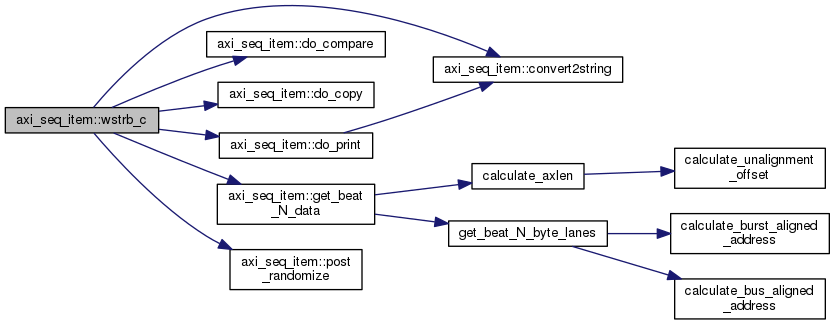 axi_seq_item::wstrb_c
axi_seq_item::do_compare
axi_seq_item::do_copy
axi_seq_item::do_print
axi_seq_item::get_beat
_N_data
axi_seq_item::post
_randomize
axi_seq_item::convert2string
calculate_axlen
get_beat_N_byte_lanes
calculate_unalignment
_offset
calculate_burst_aligned
_address
calculate_bus_aligned
_address